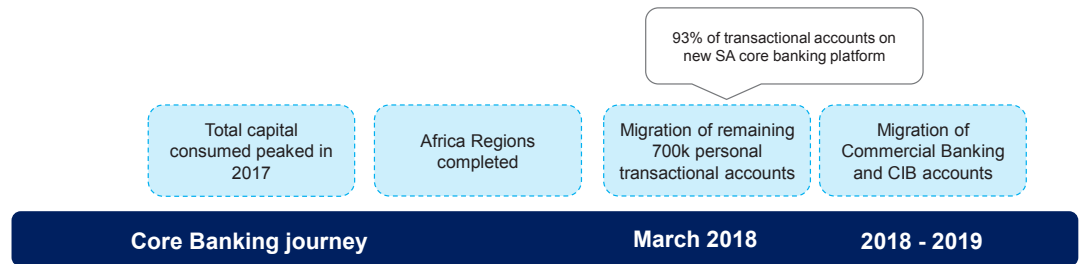 93% of transactional accounts on
new SA core banking platform
Total capital
consumed peaked in
2017
Africa Regions
completed
Migration of remaining
700k personal
transactional accounts
Migration of
Commercial Banking
and CIB accounts
Core Banking journey
March 2018
2018 - 2019